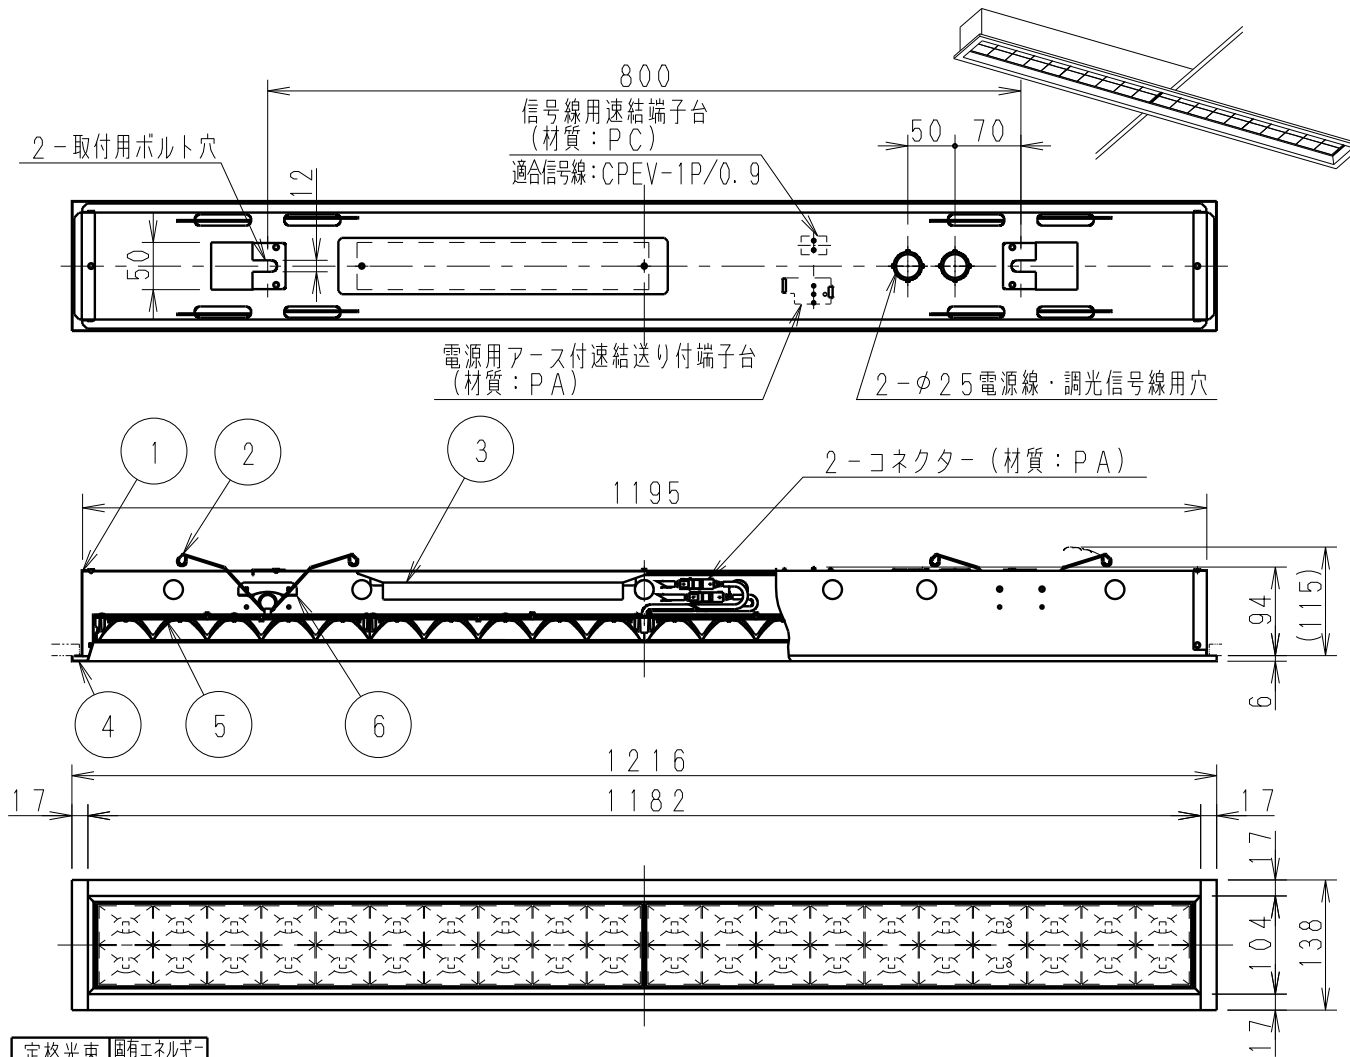 800
信号線用速結端子台
(材質：PC)
適合信号線：CPEV-1P/0.9
50 70
2-取付用ボルト穴
12
50
電源用アース付速結送り付端子台
(材質：PA)
2-φ25電源線・調光信号線用穴
1
2
3
2-コネクター(材質：PA)
1195
94
(115)
6
4
5
6
1216
17
1182
17
17
104
138
17
定格光束
固有エネルギー